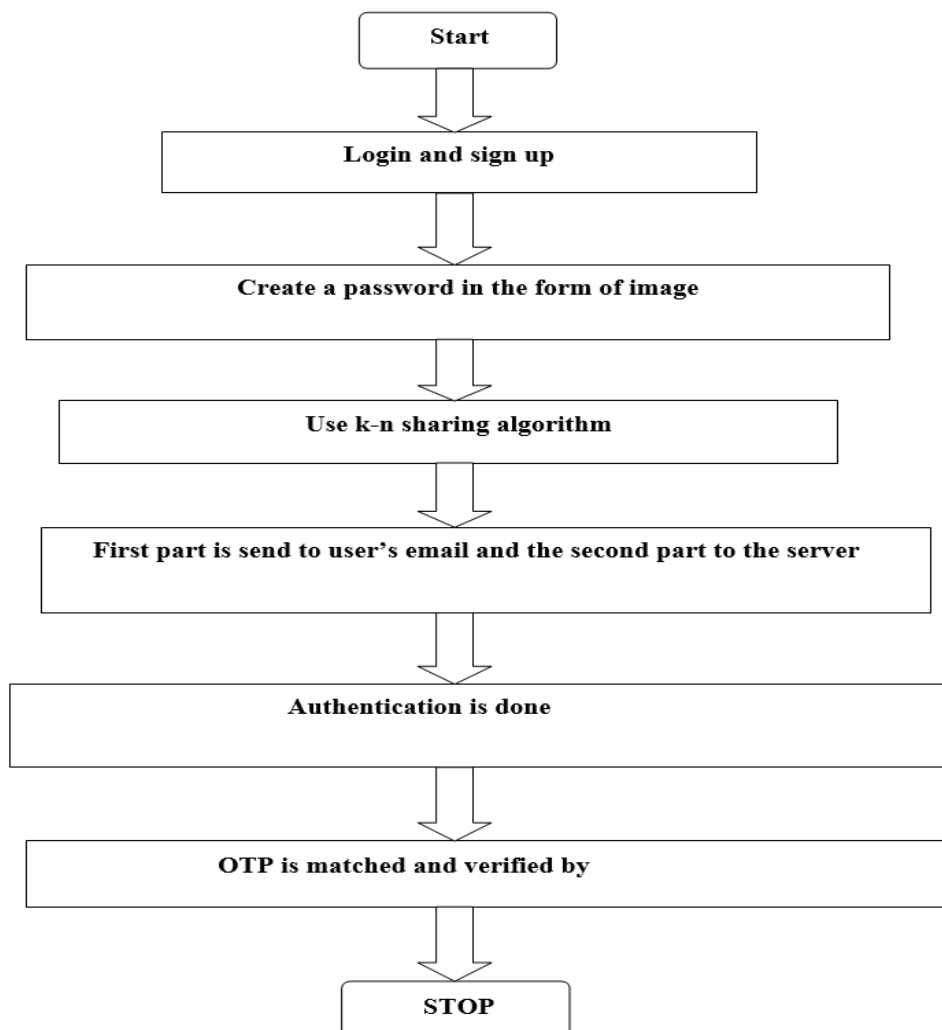 Start
Login and sign up
Create a password in the form of image
Use k-n sharing algorithm
First part is send to user’s email and the second part to the server
Authentication is done
OTP is matched and verified by
STOP